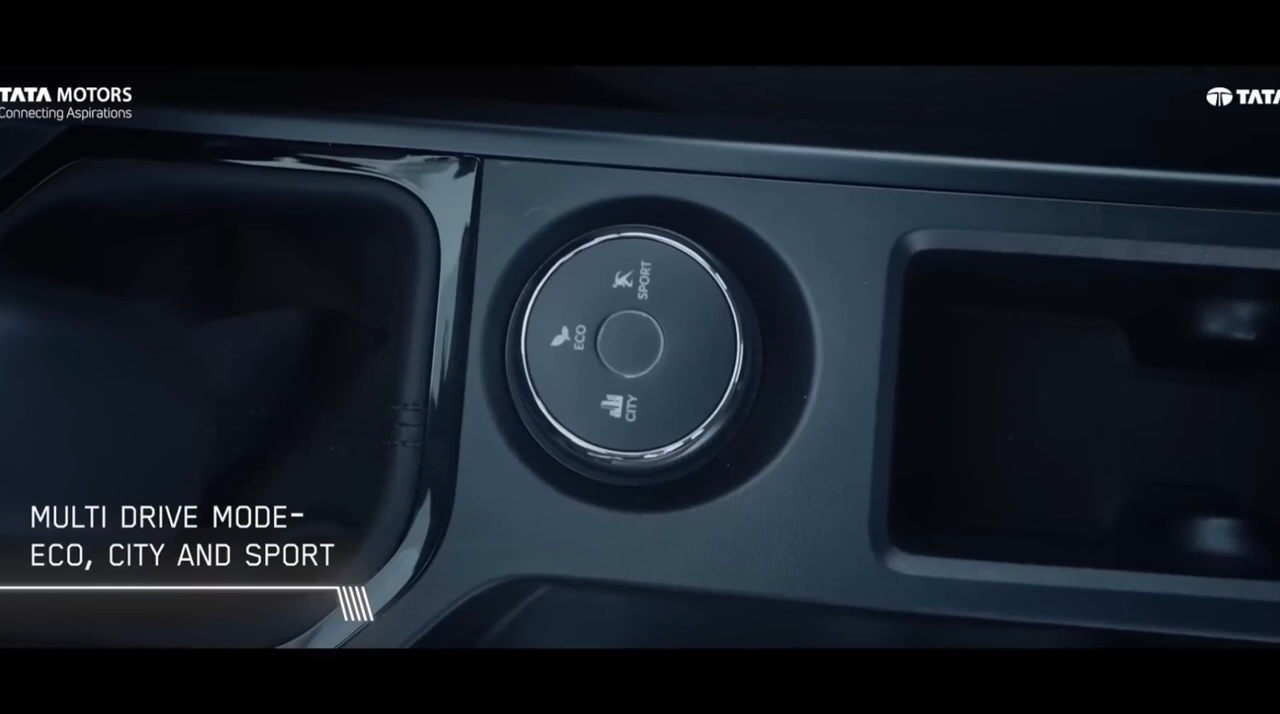 TATA MOTORS
Connecting Aspirations
TATA
SPORT
ECO
CITY
MULTI DRIVE MODE-
ECO, CITY AND SPORT